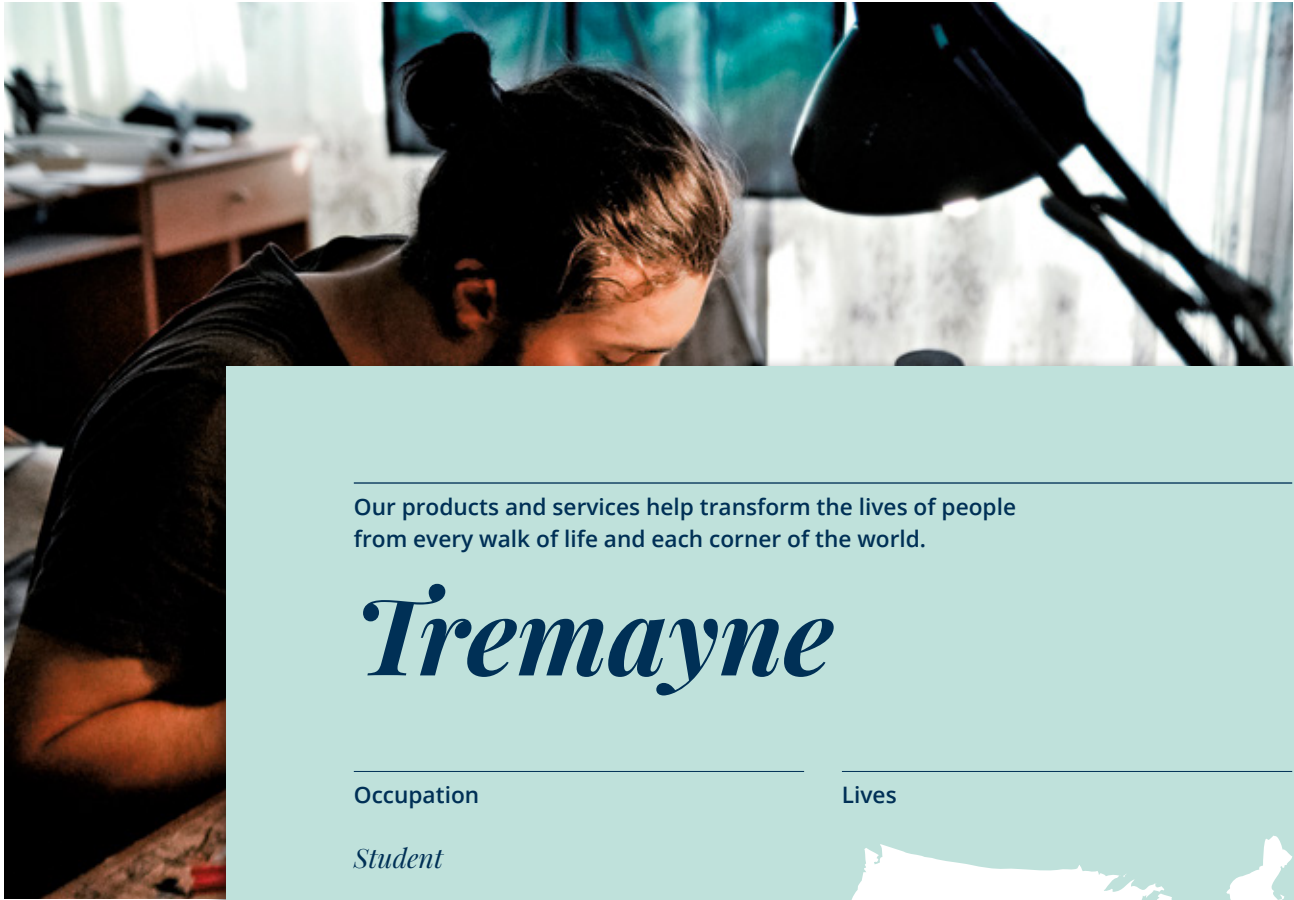 Our products and services help transform the lives of people
from every walk of life and each corner of the world.
Tremayne
Occupation
Lives
Student